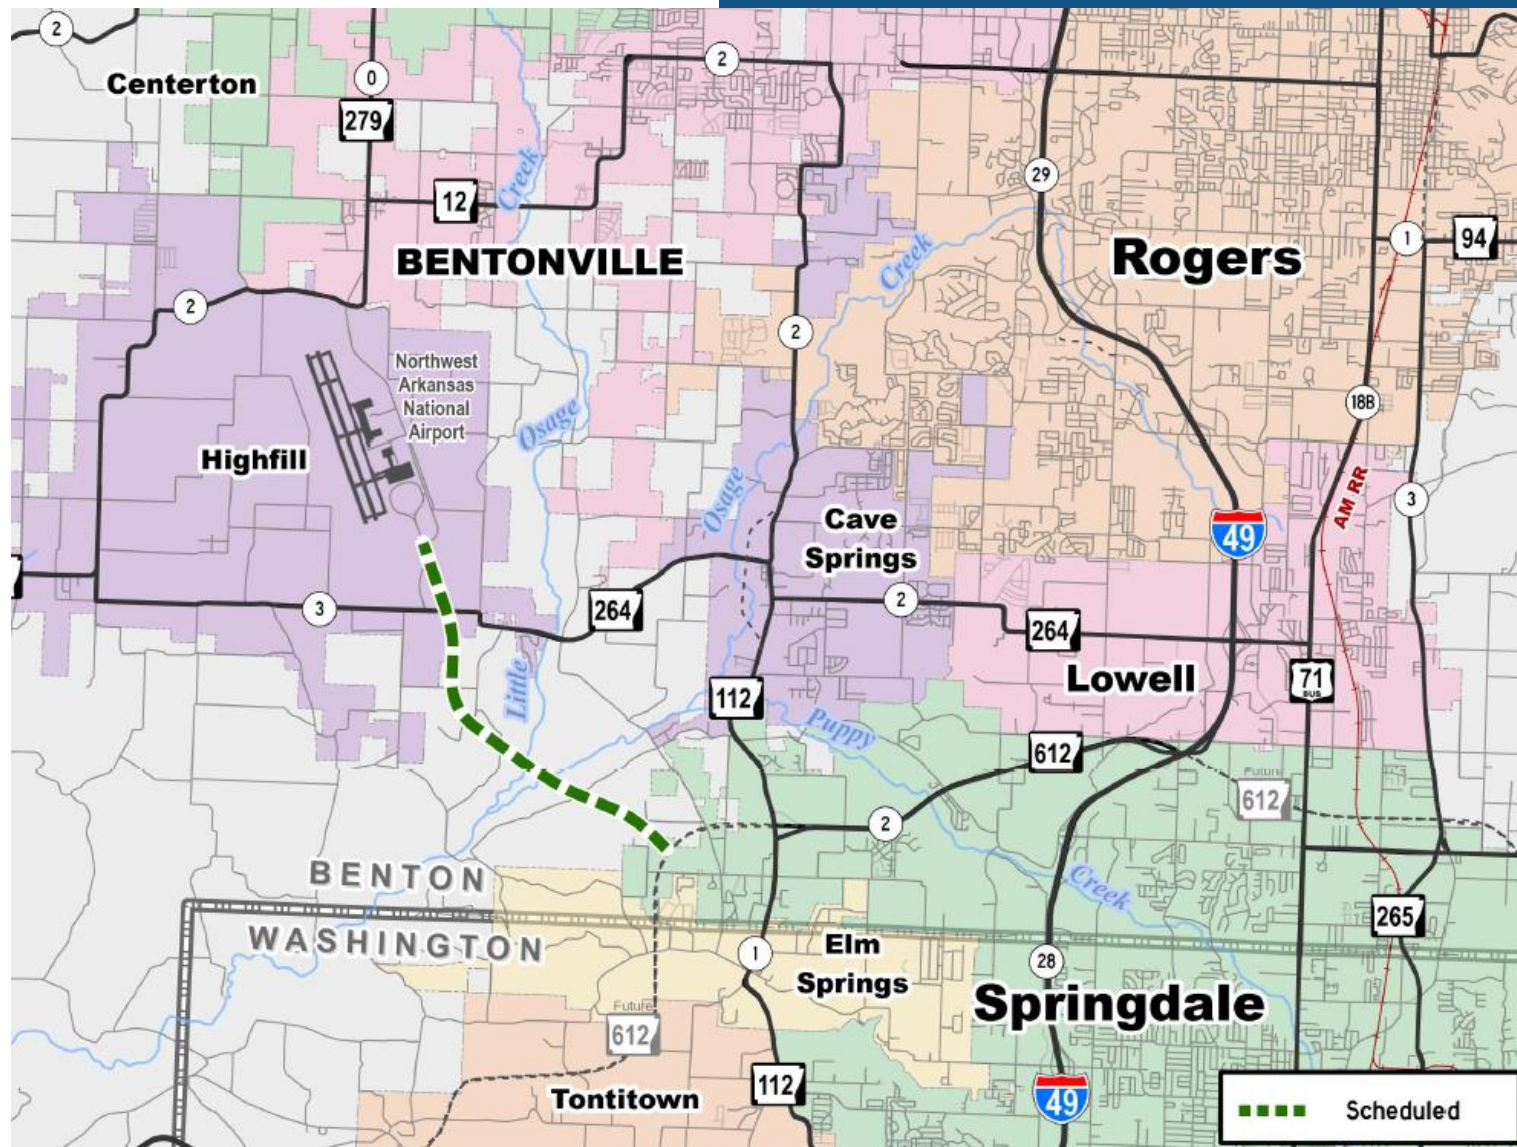 2
Centerton
0
279
2
12
Creek
29
BENTONVILLE
Creek
Rogers
1
94
2
2
Northwest
Arkansas
National
Airport
18B
Osage
Highfill
Osage
Cave
Springs
49
AM RR
3
3
264
2
264
Little
112
Lowell
71
BUS
Puppy
612
Future
612
2
BENTON
Creek
WASHINGTON
265
1
Elm
Springs
28
Springdale
Future
612
112
Tontitown
49
Scheduled